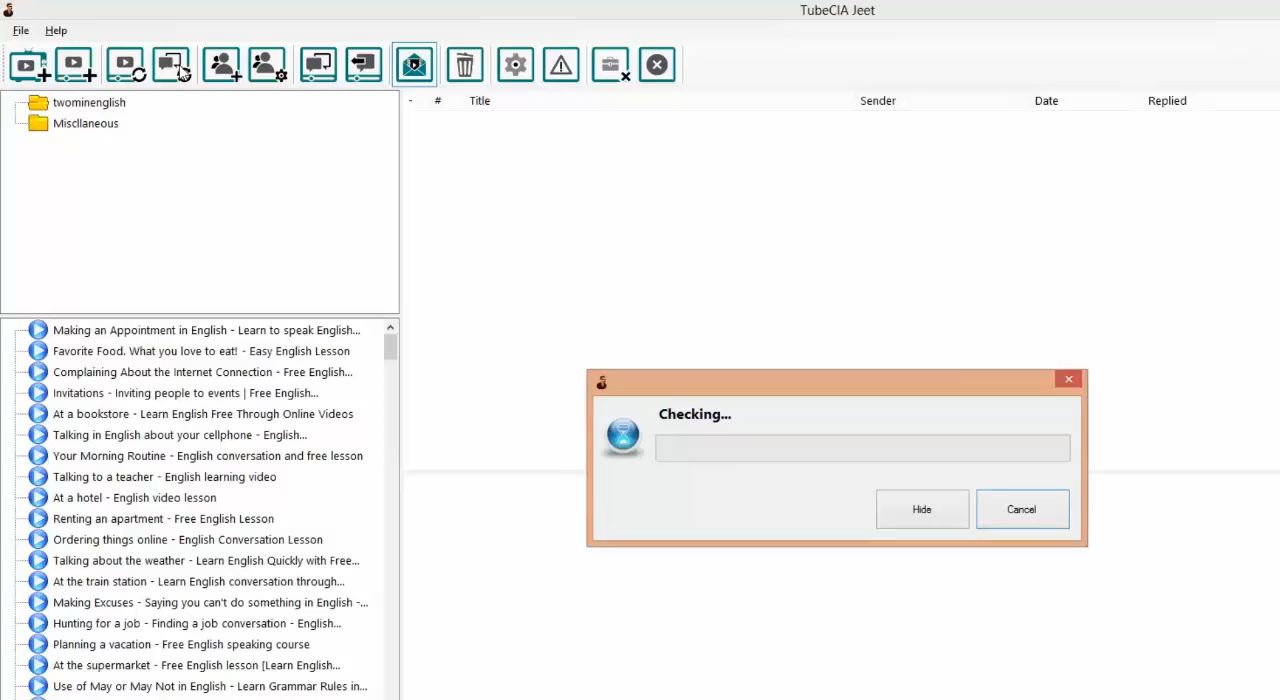 TubeCIA Jeet
File Help
twominenglish
Miscllaneous
- # Title Sender Date Replied
Making an Appointment in English - Learn to speak English...
Favorite Food. What you love to eat! - Easy English Lesson
Complaining About the Internet Connection - Free English...
Invitations - Inviting people to events | Free English...
At a bookstore - Learn English Free Through Online Videos
Talking in English about your cellphone - English...
Your Morning Routine - English conversation and free lesson
Talking to a teacher - English learning video
At a hotel - English video lesson
Renting an apartment - Free English Lesson
Ordering things online - English Conversation Lesson
Talking about the weather - Learn English Quickly with Free...
At the train station - Learn English conversation through...
Making Excuses - Saying you can't do something in English -...
Hunting for a job - Finding a job conversation - English...
Planning a vacation - Free English speaking course
At the supermarket - Free English lesson [Learn English...
Use of May or May Not in English - Learn Grammar Rules in...
Checking...
Hide Cancel